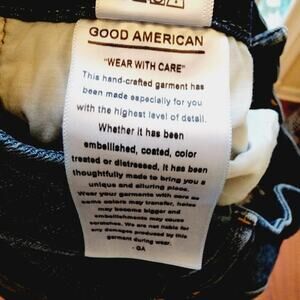 GOOD AMERICAN
"WEAR WITH CARE"
This hand-crafted garment has
been made especially for you
with the highest level of detail.
Whether it has been
embellished, coated, color
treated or distressed, it has been
thoughtfully made to bring you a
unique and alluring piece.
Wear your garments with care as
some colors may transfer, holes
may become bigger and
embellishments may cause
scratches. We are not liable for
any damages produced by this
garment during wear.
- GA